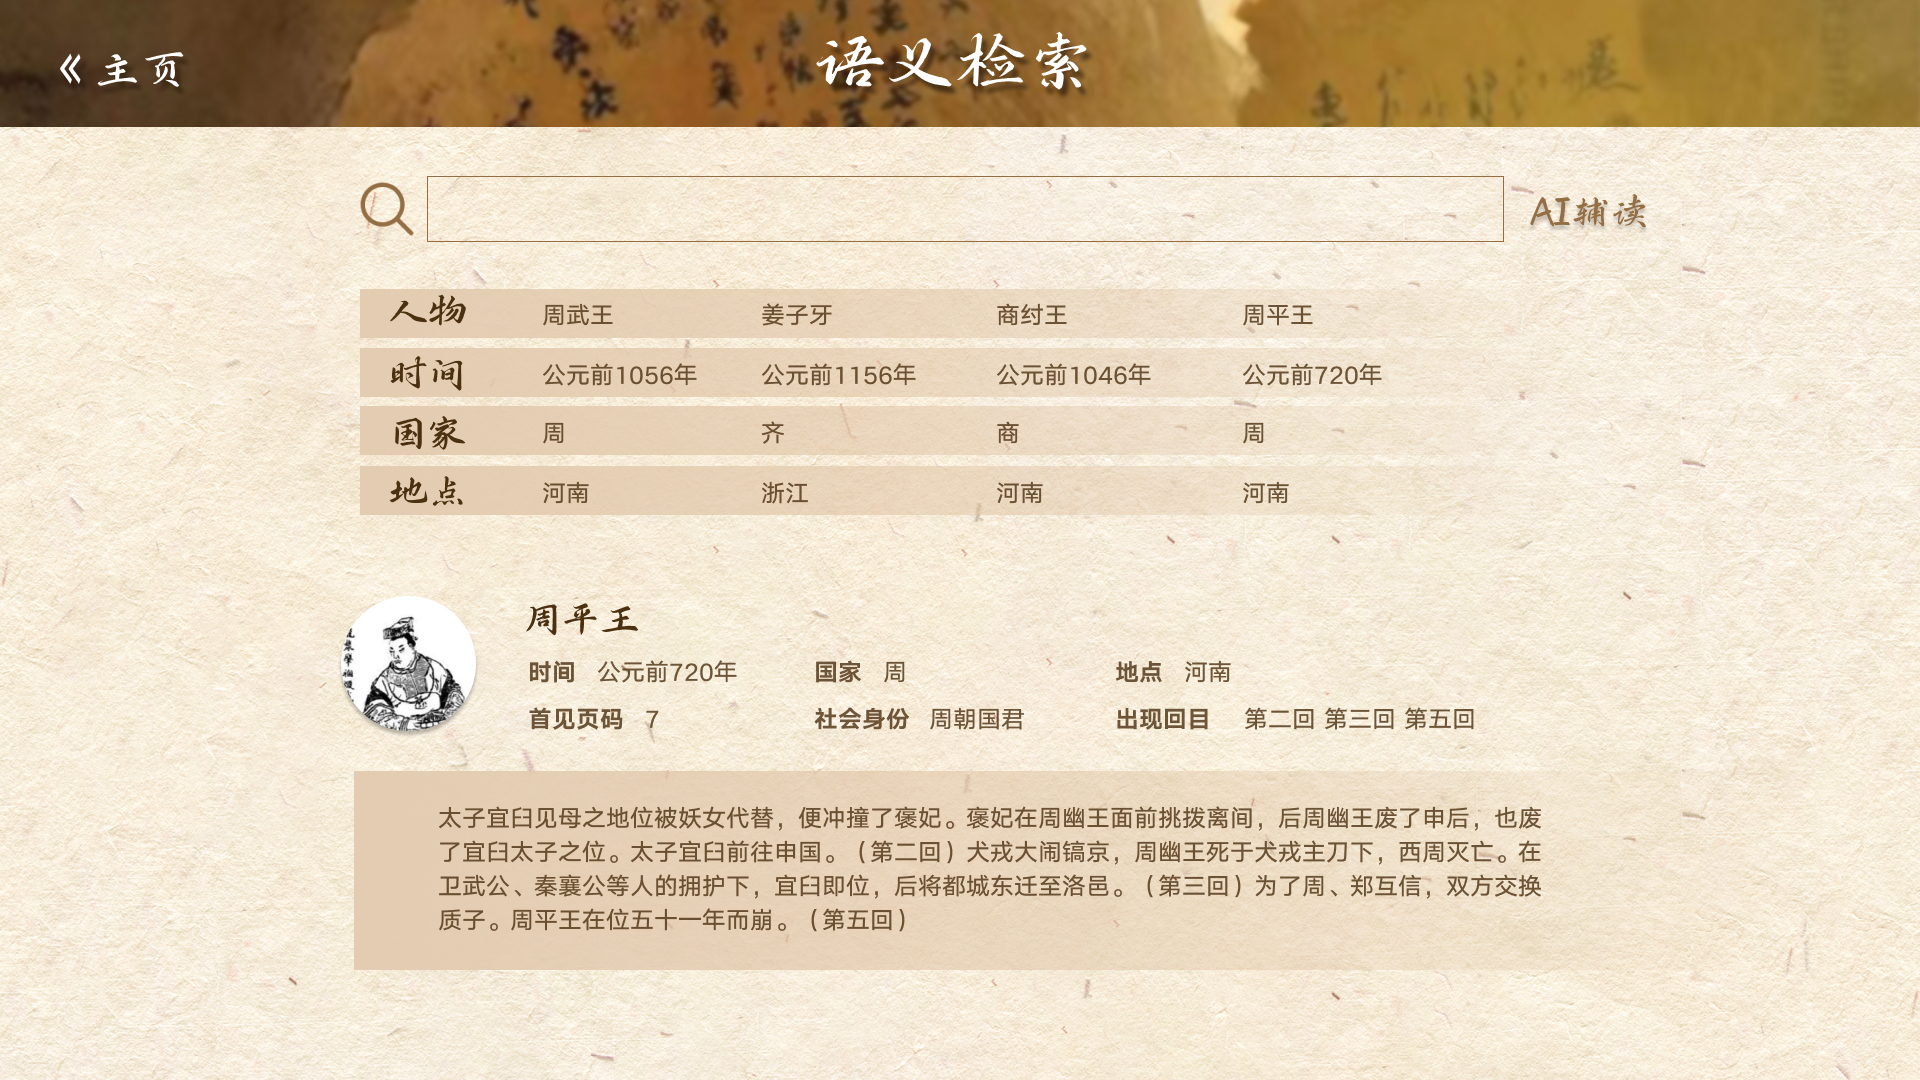 《 主页
语义检索
AI辅读
人物 周武王 姜子牙 商纣王 周平王
时间 公元前1056年 公元前1156年 公元前1046年 公元前720年
国家 周 齐 商 周
地点 河南 浙江 河南 河南
周平王
时间 公元前720年 国家 周 地点 河南
首见页码 7 社会身份 周朝国君 出现回目 第二回 第三回 第五回
太子宜臼见母之地位被妖女代替，便冲撞了褒妃。褒妃在周幽王面前挑拨离间，后周幽王废了申后，也废
了宜臼太子之位。太子宜臼前往申国。（第二回）犬戎大闹镐京，周幽王死于犬戎主刀下，西周灭亡。在
卫武公、秦襄公等人的拥护下，宜臼即位，后将都城东迁至洛邑。（第三回）为了周、郑互信，双方交换
质子。周平王在位五十一年而崩。（第五回）